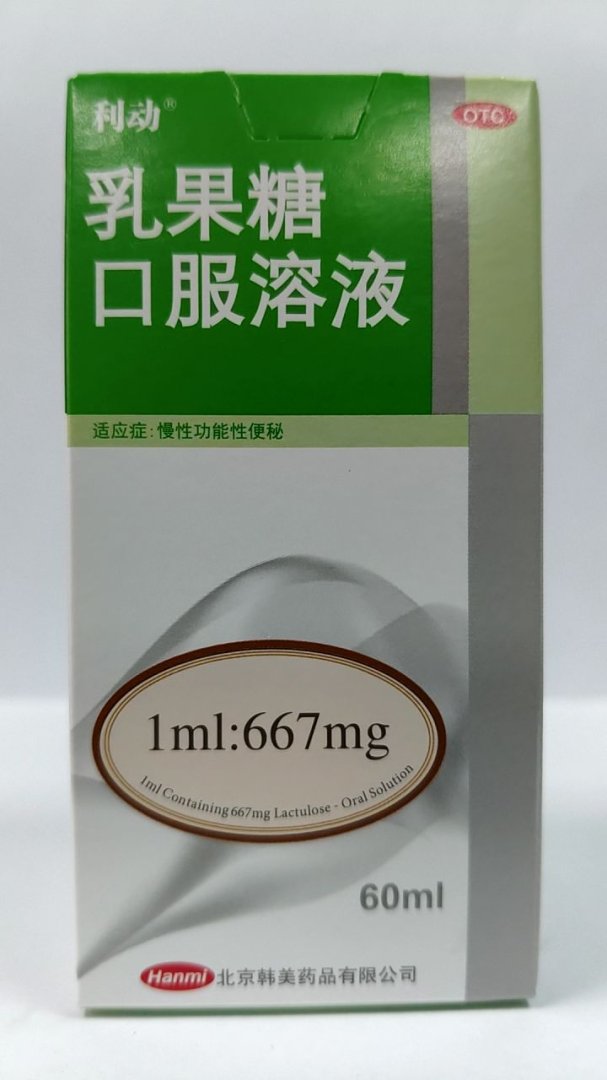 利动®
OTC
乳果糖
口服溶液
适应症:慢性功能性便秘
1ml:667mg
1ml Containing 667mg Lactulose - Oral Solution
60ml
Hanmi 北京韩美药品有限公司